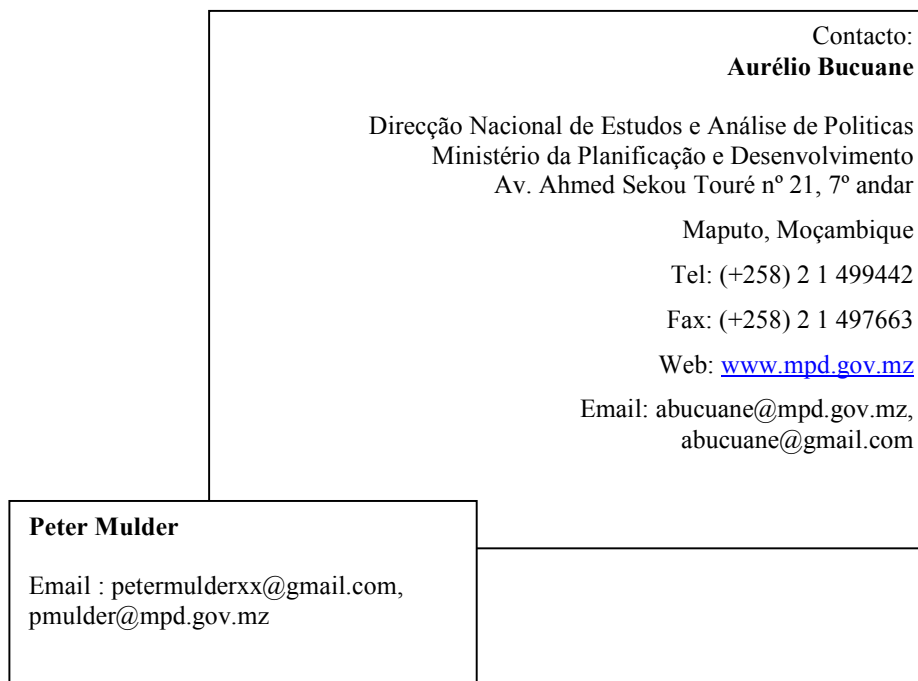 Contacto:
Aurélio Bucuane
Direcção Nacional de Estudos e Análise de Politicas
Ministério da Planificação e Desenvolvimento
Av. Ahmed Sekou Touré nº 21, 7º andar
Maputo, Moçambique
Tel: (+258) 2 1 499442
Fax: (+258) 2 1 497663
Web: www.mpd.gov.mz
Email: abucuane@mpd.gov.mz,
abucuane@gmail.com
Peter Mulder
Email : petermulderxx@gmail.com,
pmulder@mpd.gov.mz